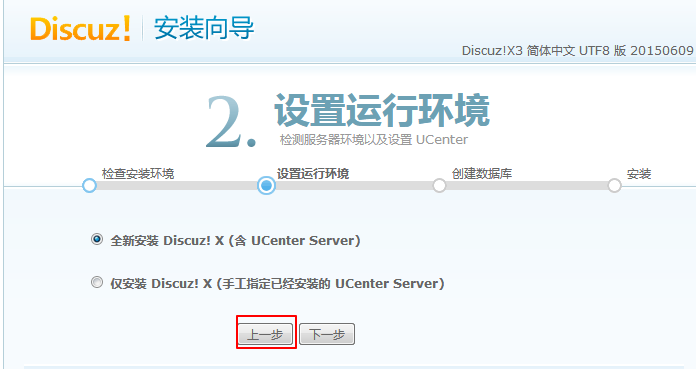 Discuz! 安装向导
Discuz!X3 简体中文 UTF8 版 20150609
2. 设置运行环境
检测服务器环境以及设置 UCenter
检查安装环境 设置运行环境 创建数据库 安装
全新安装 Discuz! X (含 UCenter Server)
仅安装 Discuz! X (手工指定已经安装的 UCenter Server)
上一步 下一步